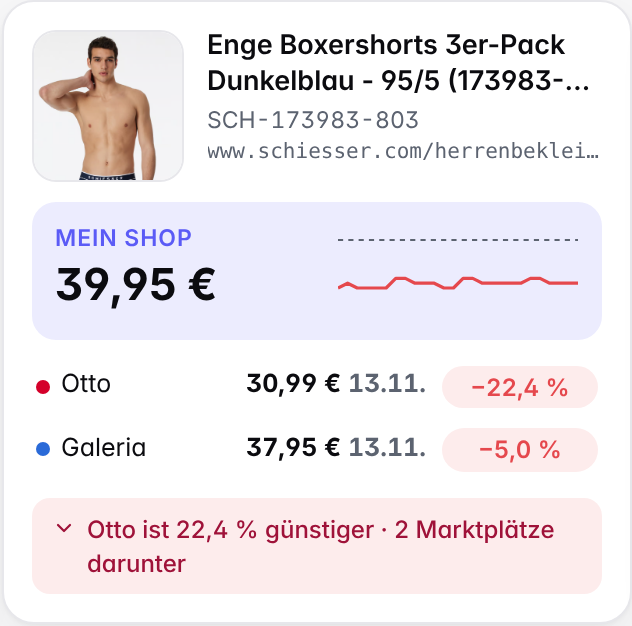 Enge Boxershorts 3er-Pack
Dunkelblau - 95/5 (173983-...
SCH-173983-803
www.schiesser.com/herrenbeklei…
MEIN SHOP
39,95 €
Otto 30,99 € 13.11. −22,4 %
Galeria 37,95 € 13.11. −5,0 %
Otto ist 22,4 % günstiger · 2 Marktplätze
darunter